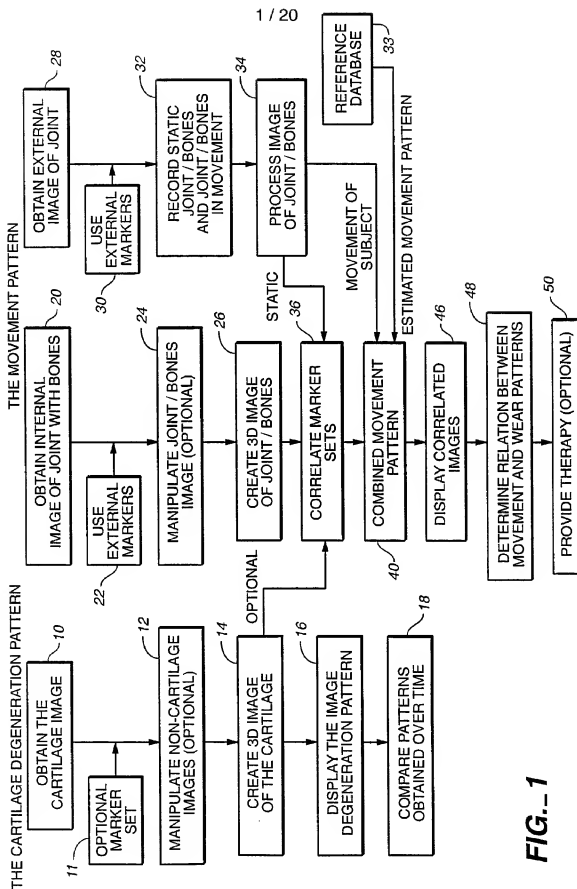 1 / 20
THE CARTILAGE DEGENERATION PATTERN
10
OBTAIN THE
CARTILAGE IMAGE
OPTIONAL
MARKER
SET
11
12
MANIPULATE NON-CARTILAGE
IMAGES (OPTIONAL)
14
CREATE 3D IMAGE
OF THE CARTILAGE
OPTIONAL
16
DISPLAY THE IMAGE
DEGENERATION PATTERN
18
COMPARE PATTERNS
OBTAINED OVER TIME
THE MOVEMENT PATTERN
20
OBTAIN INTERNAL
IMAGE OF JOINT
WITH BONES
USE
EXTERNAL
MARKERS
22
24
MANIPULATE JOINT / BONES
IMAGE (OPTIONAL)
26
CREATE 3D IMAGE
OF JOINT / BONES
36
CORRELATE MARKER
SETS
COMBINED MOVEMENT
PATTERN
40
46
DISPLAY CORRELATED
IMAGES
48
DETERMINE RELATION BETWEEN
MOVEMENT AND WEAR PATTERNS
50
PROVIDE THERAPY (OPTIONAL)
28
OBTAIN EXTERNAL
IMAGE OF JOINT
USE
EXTERNAL
MARKERS
30
32
RECORD STATIC
JOINT / BONES
AND JOINT / BONES
IN MOVEMENT
34
PROCESS IMAGE
OF JOINT / BONES
STATIC
MOVEMENT OF
SUBJECT
REFERENCE
DATABASE
33
ESTIMATED MOVEMENT PATTERN
FIG._1